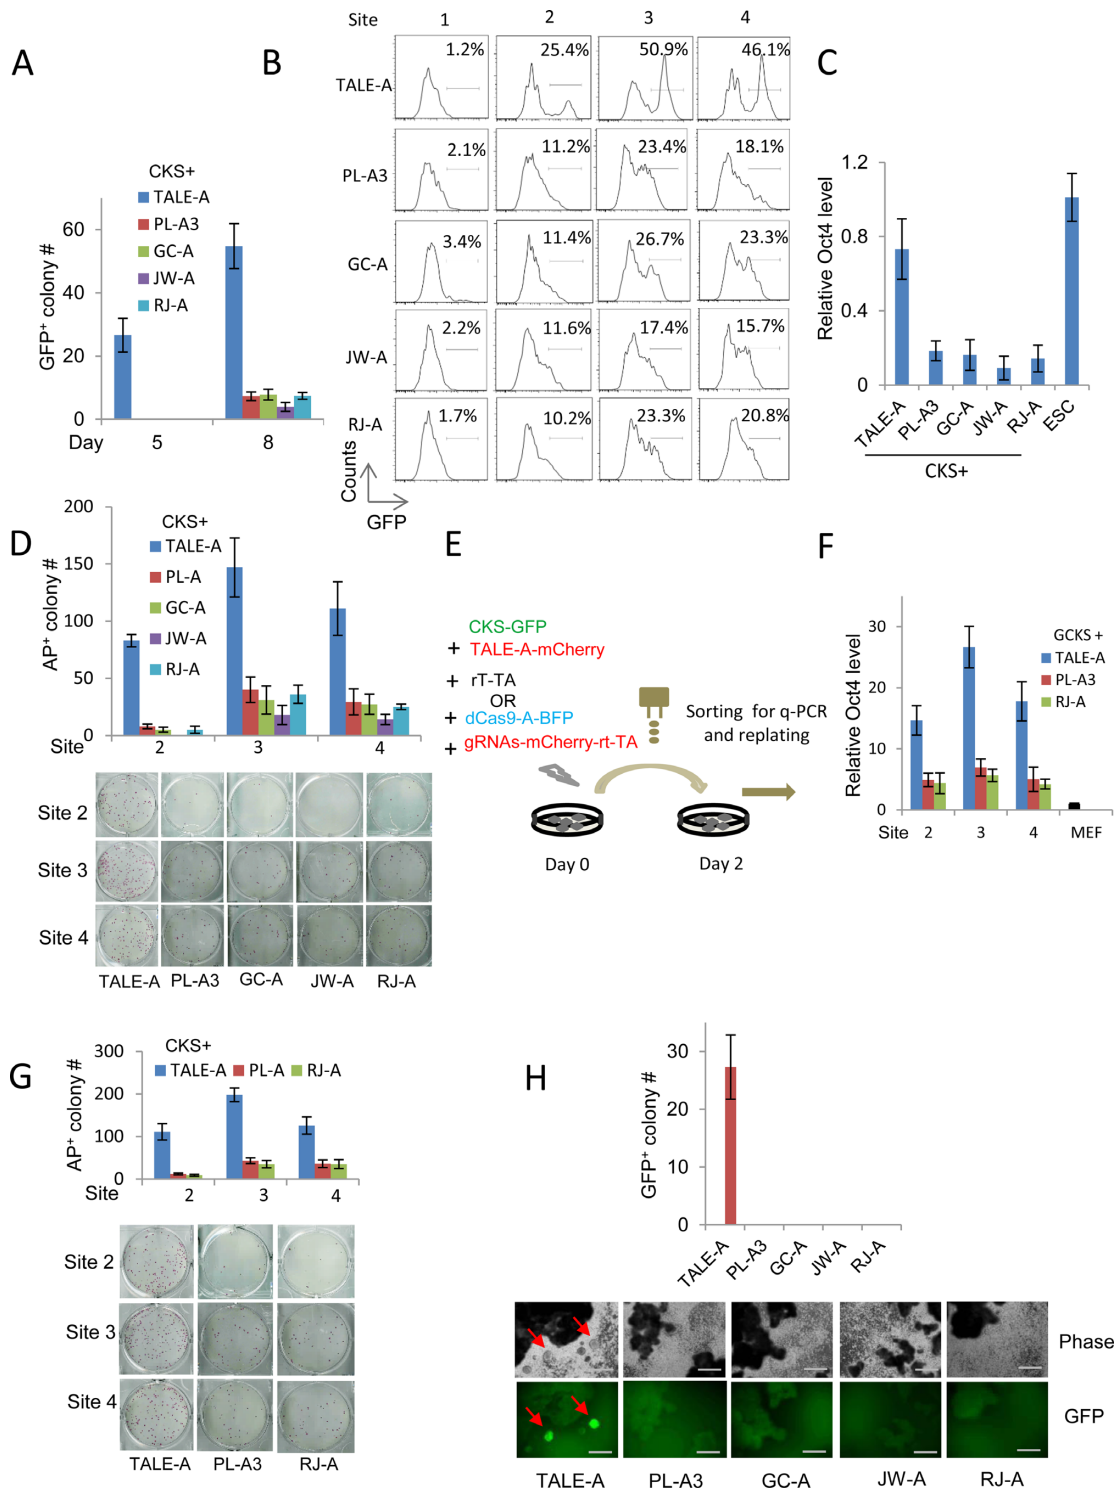 A
CKS+
TALE-A
PL-A3
GC-A
JW-A
RJ-A
GFP+ colony #
60
40
20
0
Day 5 8
B
Site 1 2 3 4
TALE-A 1.2% 25.4% 50.9% 46.1%
PL-A3 2.1% 11.2% 23.4% 18.1%
GC-A 3.4% 11.4% 26.7% 23.3%
JW-A 2.2% 11.6% 17.4% 15.7%
RJ-A 1.7% 10.2% 23.3% 20.8%
Counts
GFP
C
Relative Oct4 level
1.2
0.8
0.4
0
TALE-A PL-A3 GC-A JW-A RJ-A ESC
CKS+
D
CKS+
TALE-A
PL-A
GC-A
JW-A
RJ-A
AP+ colony #
200
150
100
50
0
Site 2 3 4
Site 2
Site 3
Site 4
TALE-A PL-A3 GC-A JW-A RJ-A
E
CKS-GFP
+ TALE-A-mCherry
+ rT-TA
OR
+ dCas9-A-BFP
+ gRNAs-mCherry-rt-TA
Sorting for q-PCR
and replating
Day 0 Day 2
F
GCKS +
TALE-A
PL-A3
RJ-A
Relative Oct4 level
30
20
10
0
Site 2 3 4 MEF
G
CKS+
TALE-A PL-A RJ-A
AP+ colony #
300
200
100
0
Site 2 3 4
Site 2
Site 3
Site 4
TALE-A PL-A3 RJ-A
H
GFP+ colony #
30
20
10
0
TALE-A PL-A3 GC-A JW-A RJ-A
Phase
GFP
TALE-A PL-A3 GC-A JW-A RJ-A